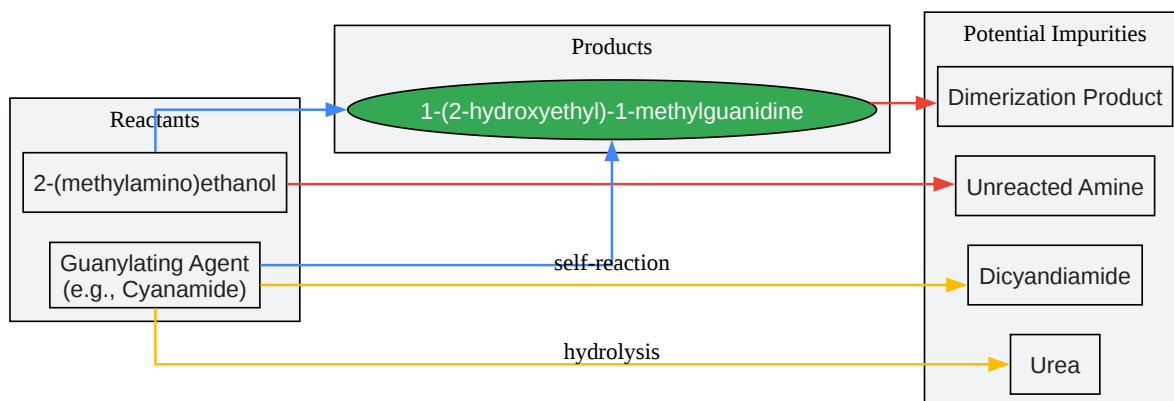 Products
Potential Impurities
Reactants
1-(2-hydroxyethyl)-1-methylguanidine
Dimerization Product
2-(methylamino)ethanol
Unreacted Amine
Guanylating Agent
(e.g., Cyanamide)
self-reaction
Dicyandiamide
hydrolysis
Urea